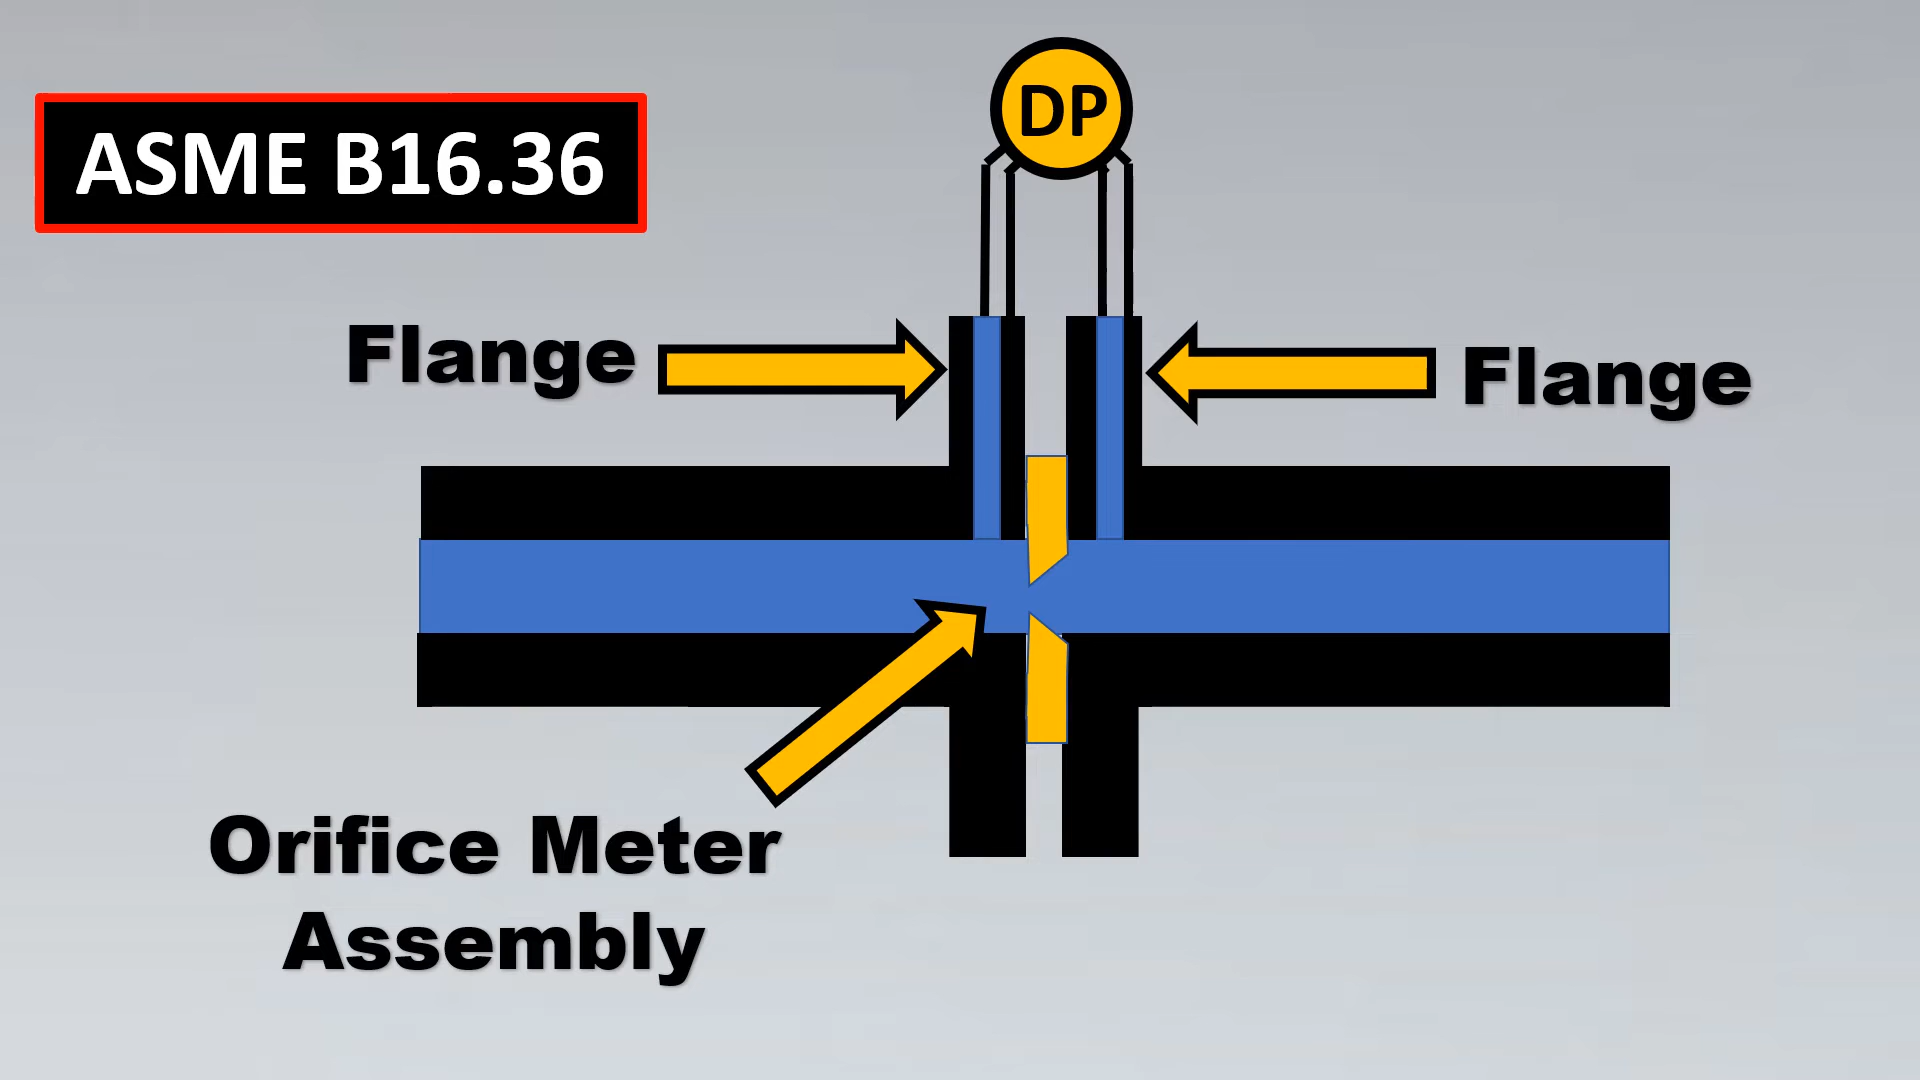 DP
ASME B16.36
Flange
Flange
Orifice Meter
Assembly